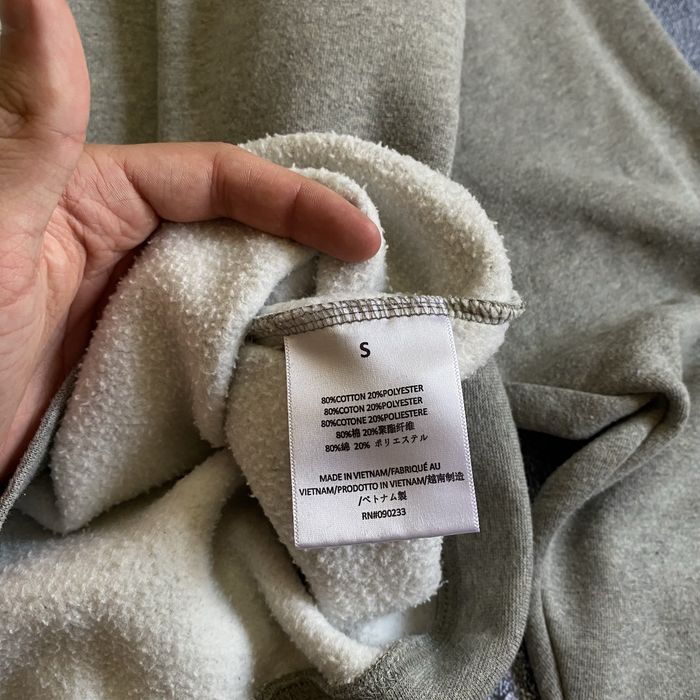 S
80%COTTON 20%POLYESTER
80%COTON 20%POLYESTER
80%COTONE 20%POLIESTERE
80%棉 20%聚酯纤维
80%綿 20% ポリエステル
MADE IN VIETNAM/FABRIQUÉ AU
VIETNAM/PRODOTTO IN VIETNAM/越南制造
/ベトナム製
RN#090233